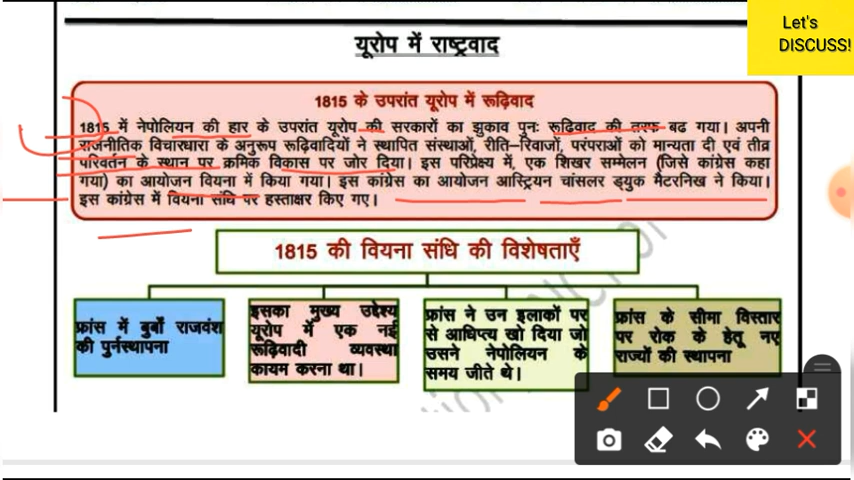 Let's
DISCUSS!
यूरोप में राष्ट्रवाद
1815 के उपरांत यूरोप में रूढ़िवाद
1815 में नेपोलियन की हार के उपरांत यूरोप की सरकारों का झुकाव पुनः रूढ़िवाद की तरफ बढ गया। अपनी
राजनीतिक विचारधारा के अनुरूप रूढ़िवादियों ने स्थापित संस्थाओं, रीति–रिवाजों, परंपराओं को मान्यता दी एवं तीव्र
परिवर्तन के स्थान पर क्रमिक विकास पर जोर दिया। इस परिप्रेक्ष्य में, एक शिखर सम्मेलन (जिसे कांग्रेस कहा
गया) का आयोजन वियना में किया गया। इस कांग्रेस का आयोजन आस्ट्रियन चांसलर ड्युक मैटरनिख ने किया।
इस कांग्रेस में वियना संधि पर हस्ताक्षर किए गए।
1815 की वियना संधि की विशेषताएँ
फ्रांस में बुर्बों राजवंश
की पुर्नस्थापना
इसका मुख्य उद्देश्य
यूरोप में एक नई
रूढ़िवादी व्यवस्था
कायम करना था।
फ्रांस ने उन इलाकों पर
से आधिप्त्य खो दिया जो
उसने नेपोलियन के
समय जीते थे।
फ्रांस के सीमा विस्तार
पर रोक के हेतू नए
राज्यों की स्थापना